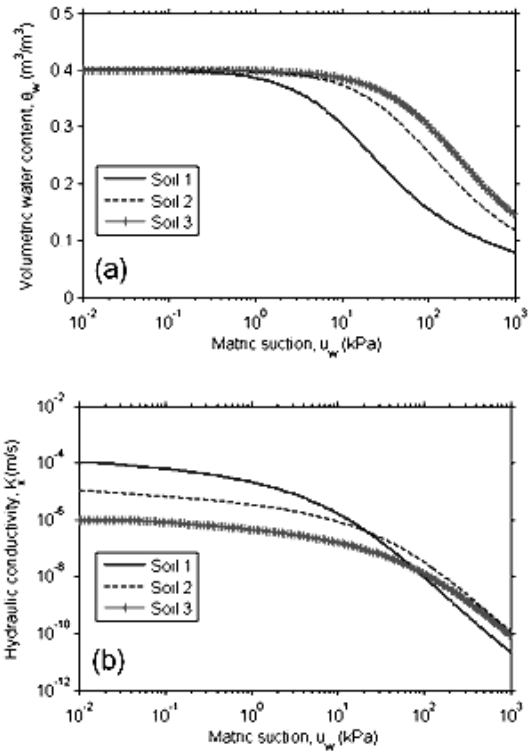 0.5
0.4
0.3
0.2
0.1
0
Volumetric water content, θw (m³/m³)
Soil 1
Soil 2
Soil 3
(a)
10⁻² 10⁻¹ 10⁰ 10¹ 10² 10³
Matric suction, uw (kPa)
10⁻²
10⁻⁴
10⁻⁶
10⁻⁸
10⁻¹⁰
10⁻¹²
Hydraulic conductivity, Kx (m/s)
Soil 1
Soil 2
Soil 3
(b)
10⁻² 10⁻¹ 10⁰ 10¹ 10² 10³
Matric suction, uw (kPa)